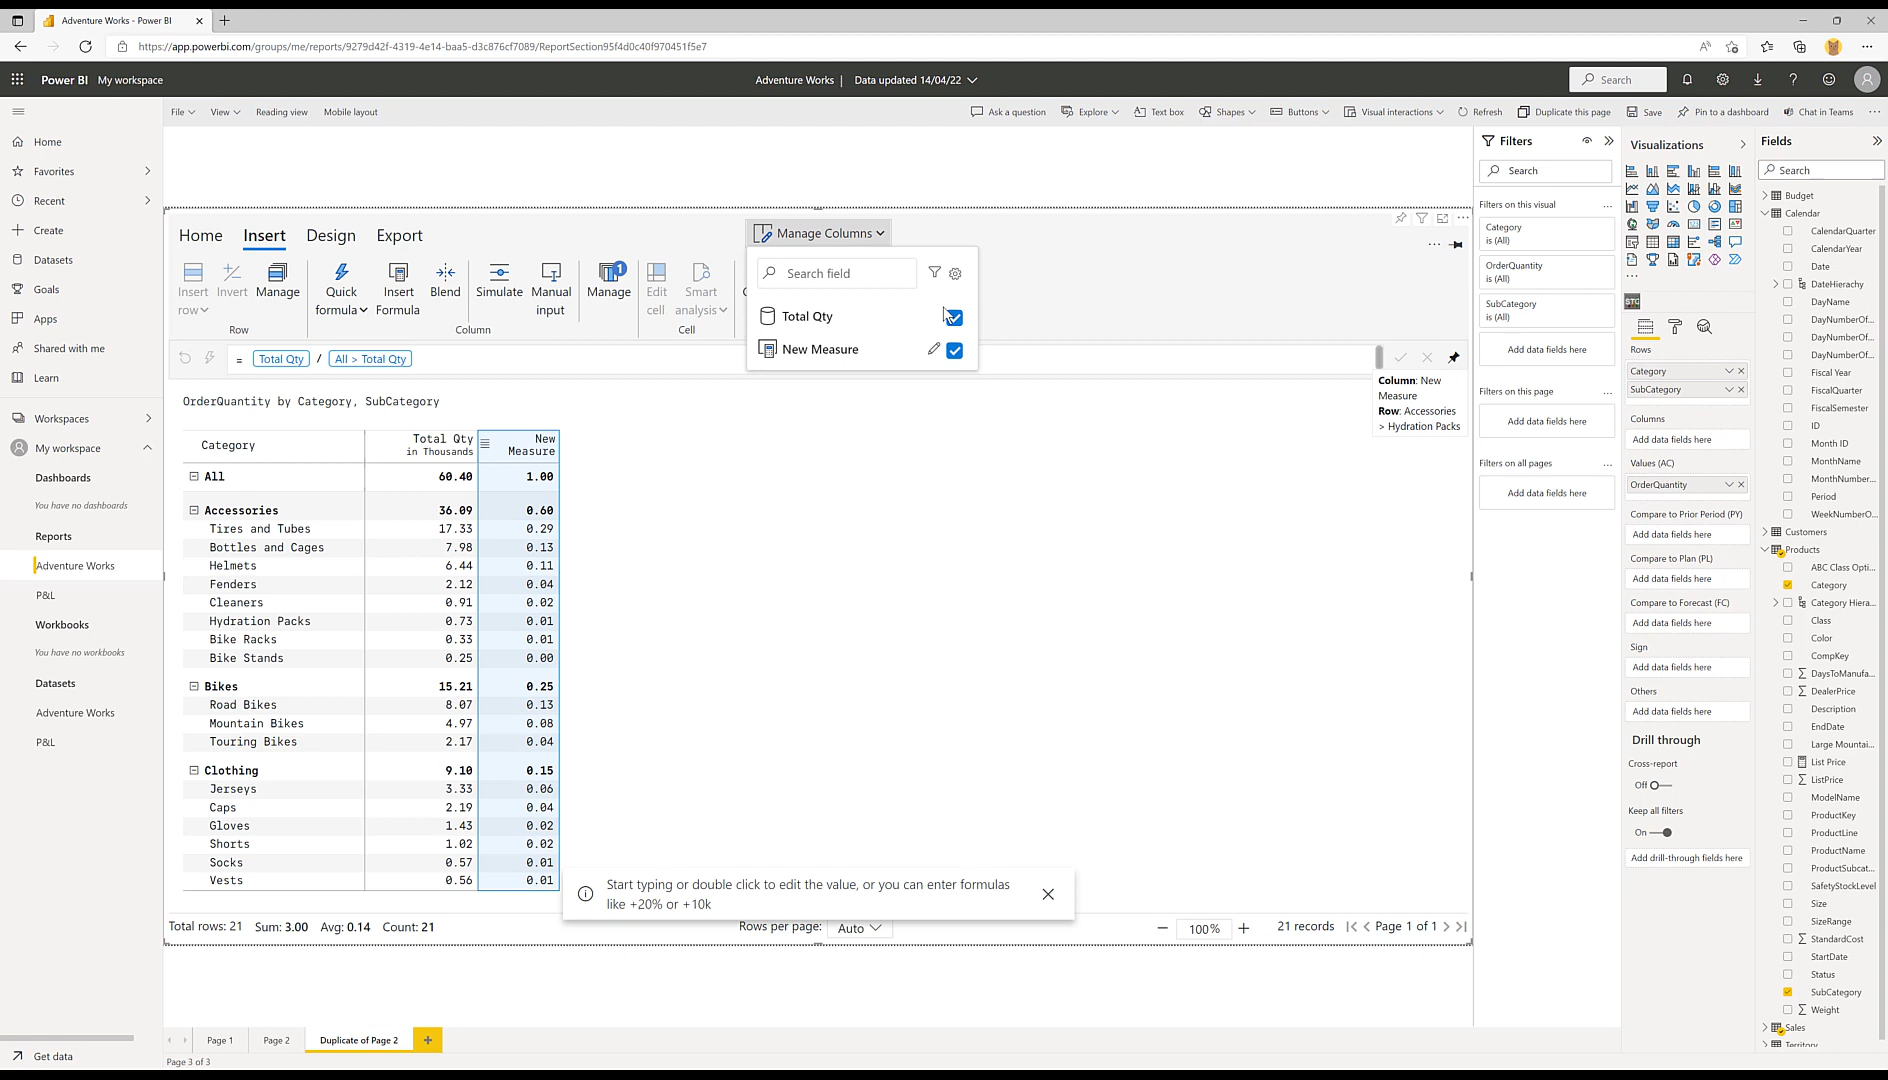 Adventure Works - Power BI
https://app.powerbi.com/groups/me/reports/9279d42f-4319-4e14-baa5-d3c876cf7089/ReportSection95f4d0c40f970451f5e7
Power BI My workspace
Adventure Works | Data updated 14/04/22
Search
File View Reading view Mobile layout
Ask a question Explore Text box Shapes Buttons Visual interactions Refresh Duplicate this page Save Pin to a dashboard Chat in Teams
Home
Favorites
Recent
Create
Datasets
Goals
Apps
Shared with me
Learn
Workspaces
My workspace
Dashboards
You have no dashboards
Reports
Adventure Works
P&L
Workbooks
You have no workbooks
Datasets
Adventure Works
P&L
Get data
Home Insert Design Export
Insert row Invert Manage
Row
Quick formula Insert Formula Blend Simulate Manual input Manage 1
Column
Edit cell Smart analysis
Cell
Manage Columns
Search field
Total Qty
New Measure
= Total Qty / All > Total Qty
Column: New Measure
Row: Accessories > Hydration Packs
OrderQuantity by Category, SubCategory
Category Total Qty in Thousands New Measure
All 60.40 1.00
Accessories 36.09 0.60
Tires and Tubes 17.33 0.29
Bottles and Cages 7.98 0.13
Helmets 6.44 0.11
Fenders 2.12 0.04
Cleaners 0.91 0.02
Hydration Packs 0.73 0.01
Bike Racks 0.33 0.01
Bike Stands 0.25 0.00
Bikes 15.21 0.25
Road Bikes 8.07 0.13
Mountain Bikes 4.97 0.08
Touring Bikes 2.17 0.04
Clothing 9.10 0.15
Jerseys 3.33 0.06
Caps 2.19 0.04
Gloves 1.43 0.02
Shorts 1.02 0.02
Socks 0.57 0.01
Vests 0.56 0.01
Start typing or double click to edit the value, or you can enter formulas
like +20% or +10k
Total rows: 21 Sum: 3.00 Avg: 0.14 Count: 21
Rows per page: Auto
100%
21 records Page 1 of 1
Page 1 Page 2 Duplicate of Page 2 +
Page 3 of 3
Filters
Search
Filters on this visual ...
Category
is (All)
OrderQuantity
is (All)
SubCategory
is (All)
Add data fields here
Filters on this page ...
Add data fields here
Filters on all pages ...
Add data fields here
Visualizations
Rows
Category
SubCategory
Columns
Add data fields here
Values (AC)
OrderQuantity
Compare to Prior Period (PY)
Add data fields here
Compare to Plan (PL)
Add data fields here
Compare to Forecast (FC)
Add data fields here
Sign
Add data fields here
Others
Add data fields here
Drill through
Cross-report
Off
Keep all filters
On
Add drill-through fields here
Fields
Search
Budget
Calendar
CalendarQuarter
CalendarYear
Date
DateHierachy
DayName
DayNumberOf...
DayNumberOf...
DayNumberOf...
Fiscal Year
FiscalQuarter
FiscalSemester
ID
Month ID
MonthName
MonthNumber...
Period
WeekNumberO...
Customers
Products
ABC Class Opti...
Category
Category Hiera...
Class
Color
CompKey
DaysToManufa...
DealerPrice
Description
EndDate
Large Mountai...
List Price
ListPrice
ModelName
ProductKey
ProductLine
ProductName
ProductSubcat...
SafetyStockLevel
Size
SizeRange
StandardCost
StartDate
Status
SubCategory
Weight
Sales
Territory